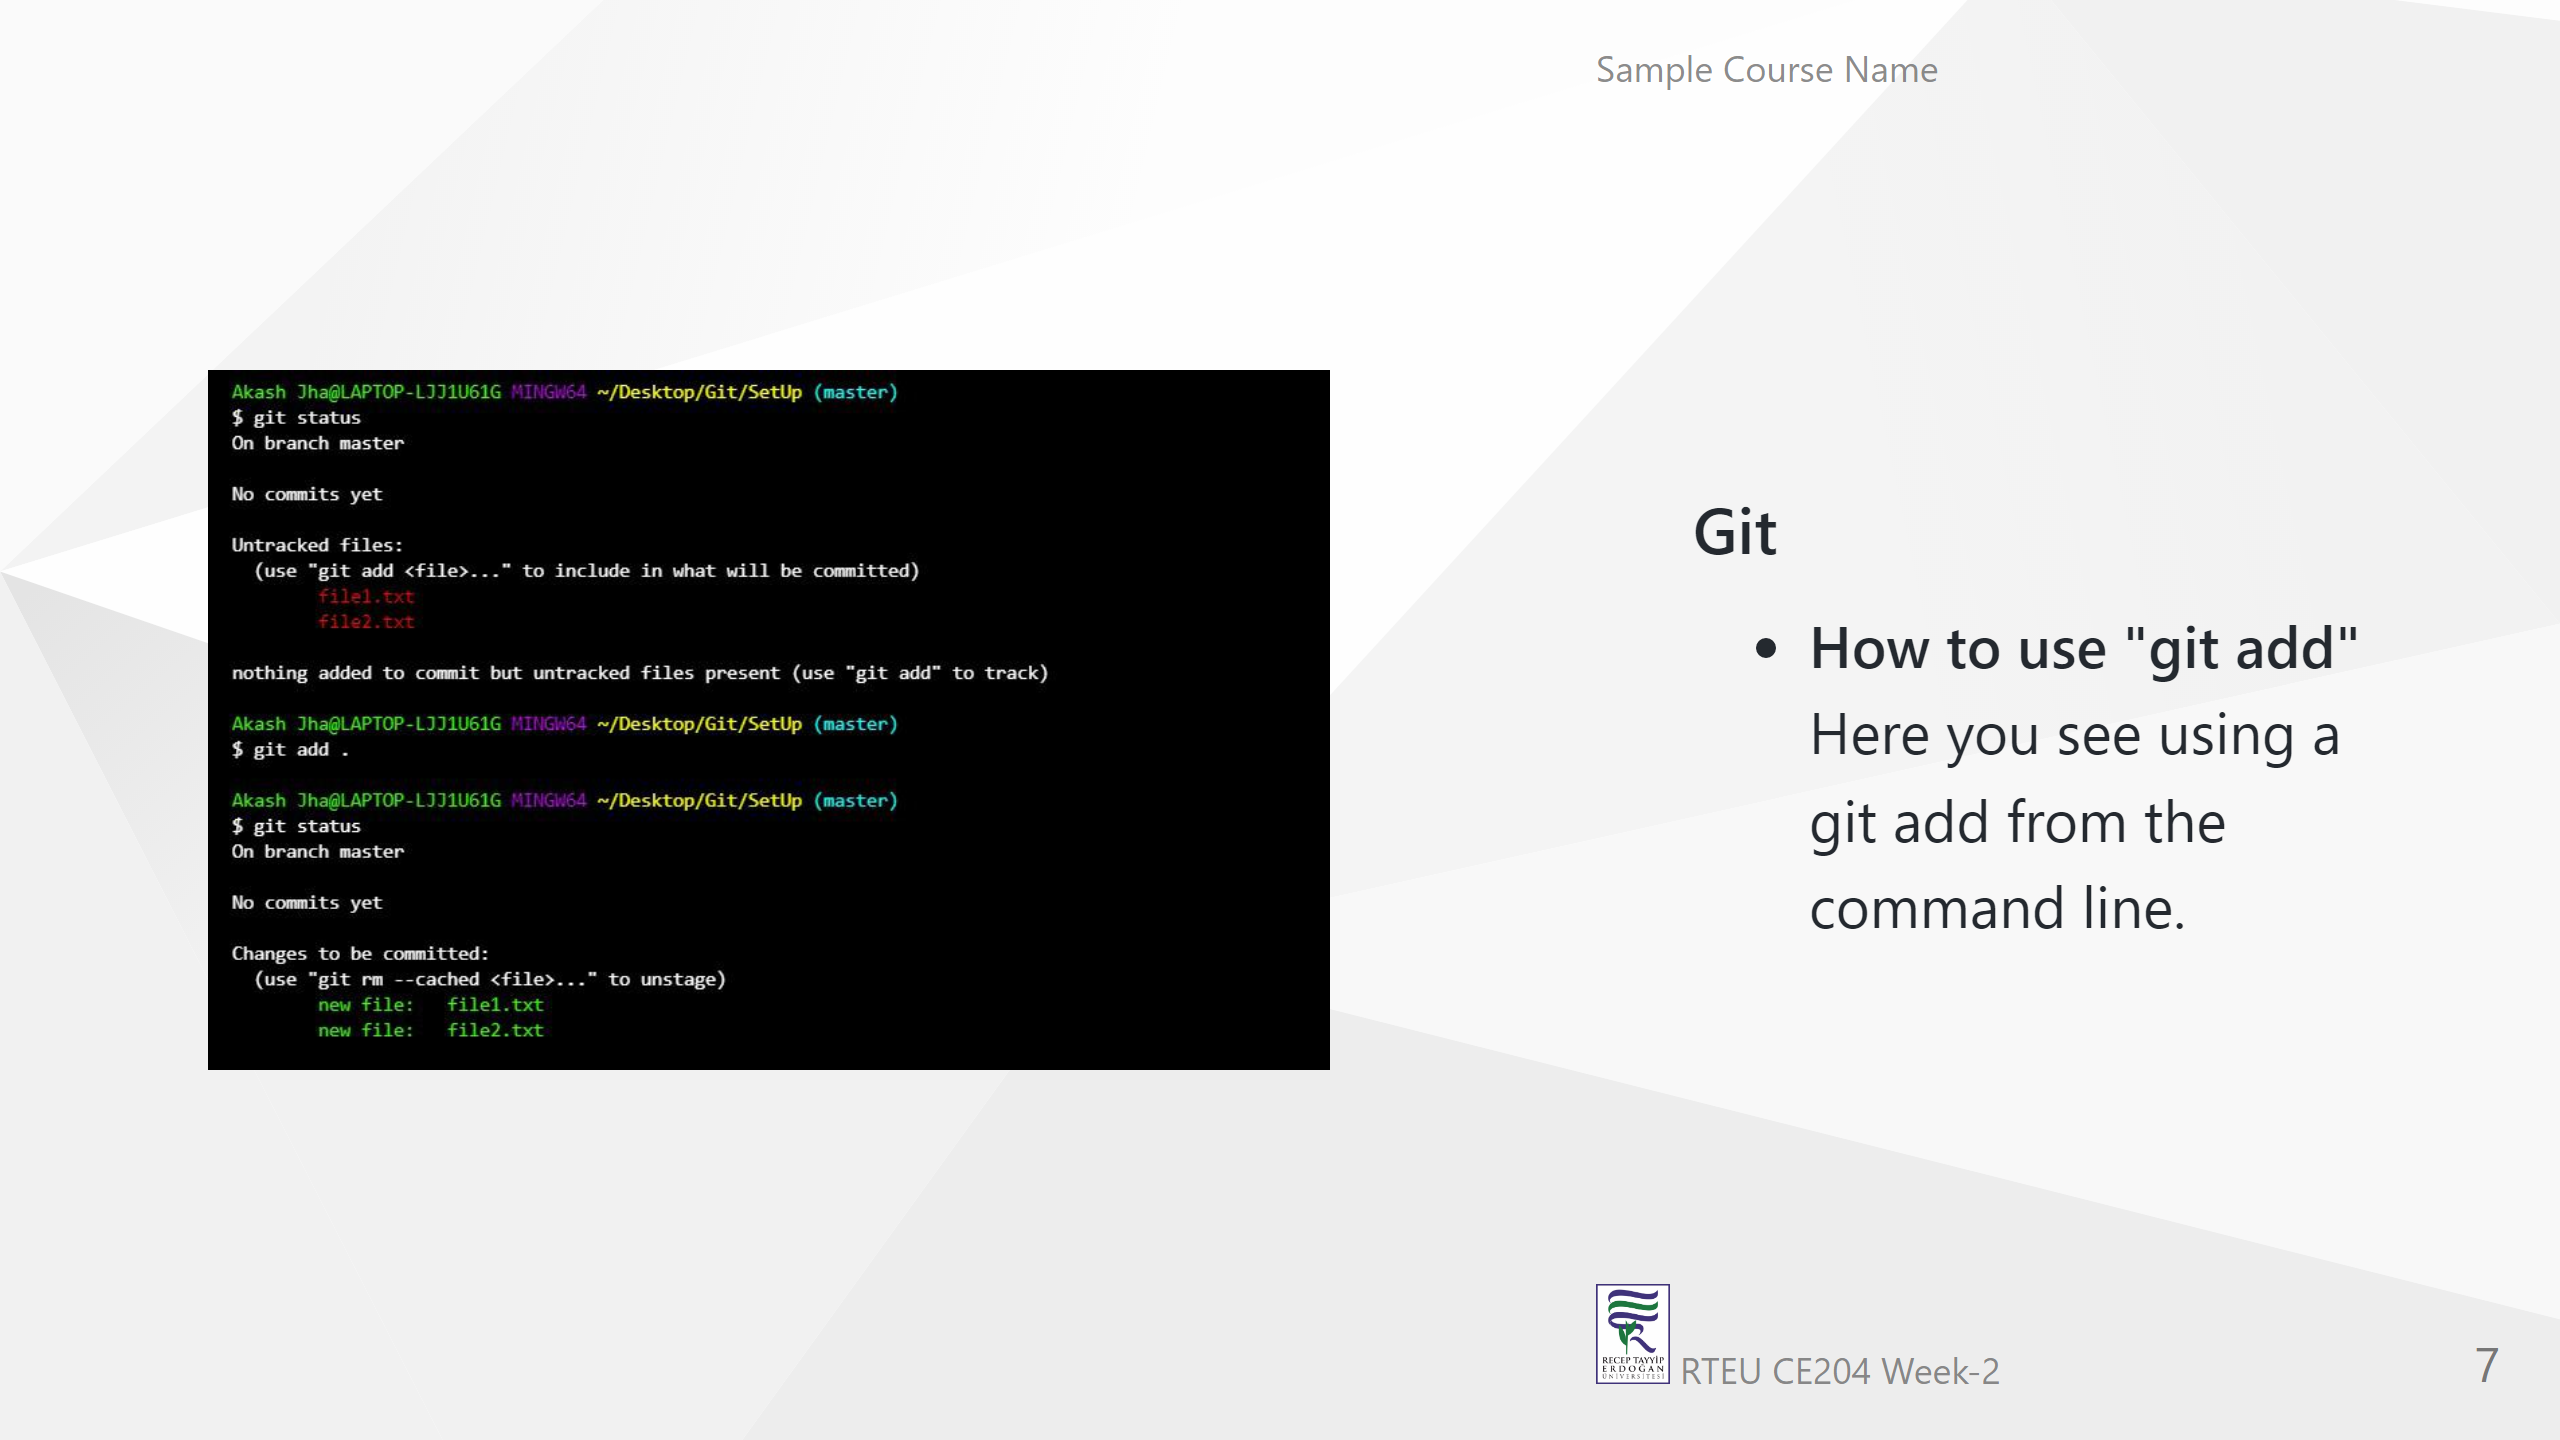 Sample Course Name
Akash Jha@LAPTOP-LJJ1U61G MINGW64 ~/Desktop/Git/SetUp (master)
$ git status
On branch master
No commits yet
Untracked files:
(use "git add <file>..." to include in what will be committed)
file1.txt
file2.txt
nothing added to commit but untracked files present (use "git add" to track)
Akash Jha@LAPTOP-LJJ1U61G MINGW64 ~/Desktop/Git/SetUp (master)
$ git add .
Akash Jha@LAPTOP-LJJ1U61G MINGW64 ~/Desktop/Git/SetUp (master)
$ git status
On branch master
No commits yet
Changes to be committed:
(use "git rm --cached <file>..." to unstage)
new file:   file1.txt
new file:   file2.txt
Git
• How to use "git add"
Here you see using a
git add from the
command line.
RECEP TAYYİP
ERDOĞAN
ÜNİVERSİTESİ
RTEU CE204 Week-2
7